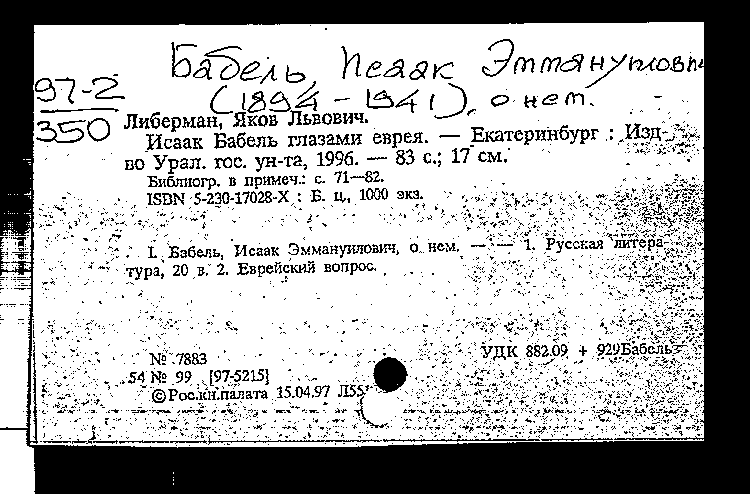 Бабель, Исаак Эммануилович
(1894 - 1941), о нем.
97-2
350
Либерман, Яков Львович.
Исаак Бабель глазами еврея. — Екатеринбург : Изд-
во Урал. гос. ун-та, 1996. — 83 с.; 17 см.
Библиогр. в примеч.: с. 71—82.
ISBN 5-230-17028-X : Б. ц., 1000 экз.
I. Бабель, Исаак Эммануилович, о нем. — — 1. Русская литера-
тура, 20 в. 2. Еврейский вопрос.
УДК 882.09 + 929Бабель
№ 7883
54 № 99 [97-5215]
© Рос.кн.палата 15.04.97 Л55